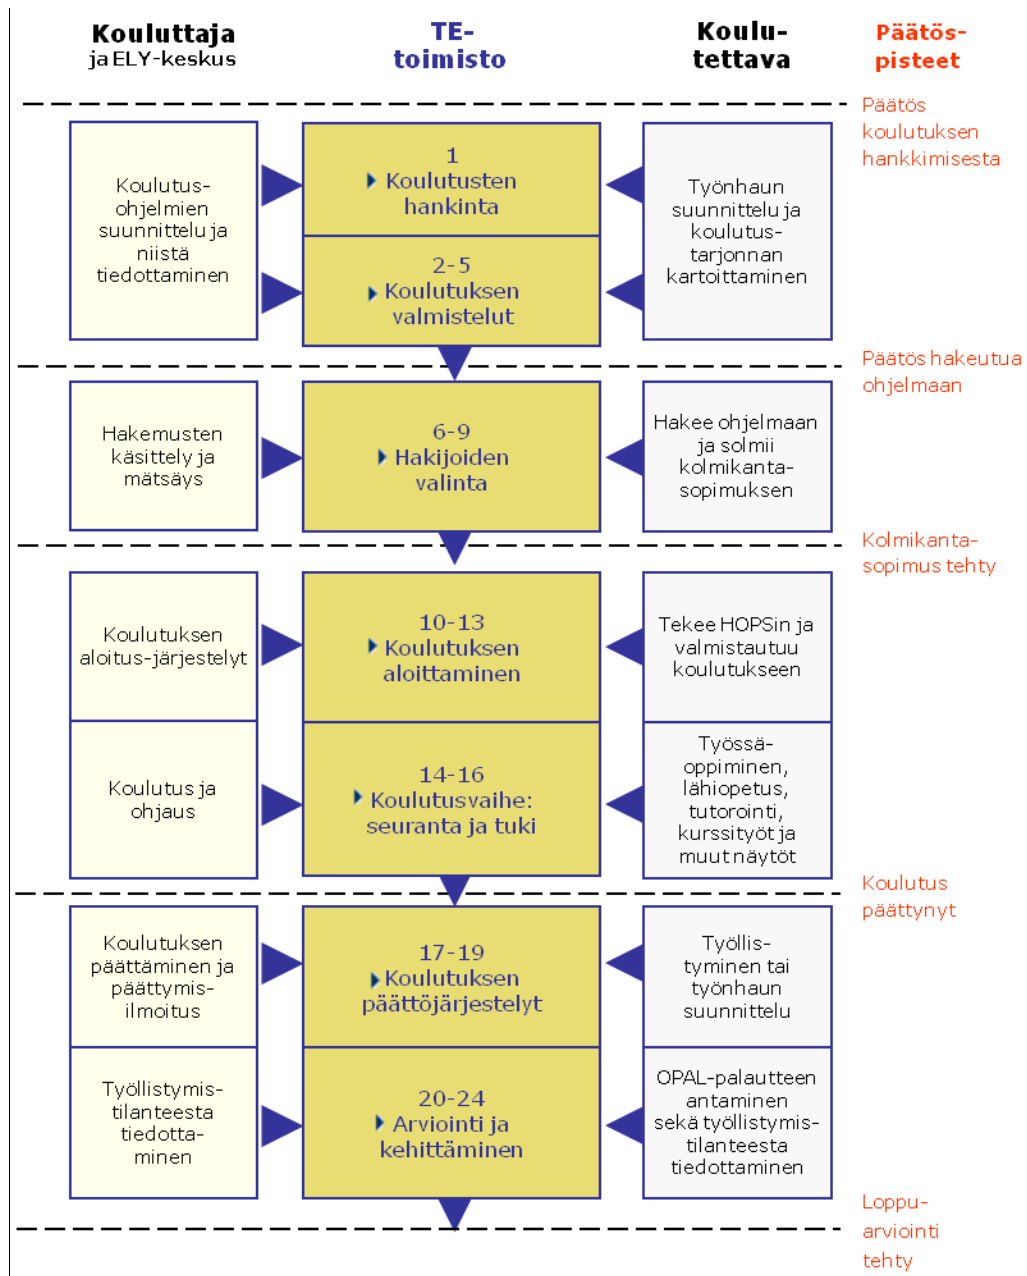 Kouluttaja
ja ELY-keskus
TE-
toimisto
Koulu-
tettava
Päätös-
pisteet
Päätös
koulutuksen
hankkimisesta
Koulutus-
ohjelmien
suunnittelu ja
niistä
tiedottaminen
1
Koulutusten
hankinta
2-5
Koulutuksen
valmistelut
Työnhaun
suunnittelu ja
koulutus-
tarjonnan
kartoittaminen
Päätös hakeutua
ohjelmaan
Hakemusten
käsittely ja
mätsäys
6-9
Hakijoiden
valinta
Hakee ohjelmaan
ja solmii
kolmikanta-
sopimuksen
Kolmikanta-
sopimus tehty
Koulutuksen
aloitus-järjestelyt
10-13
Koulutuksen
aloittaminen
Tekee HOPSin ja
valmistautuu
koulutukseen
Koulutus ja
ohjaus
14-16
Koulutusvaihe:
seuranta ja tuki
Työssä-
oppiminen,
lähiopetus,
tutorointi,
kurssityöt ja
muut näytöt
Koulutus
päättynyt
Koulutuksen
päättäminen ja
päättymis-
ilmoitus
17-19
Koulutuksen
päättöjärjestelyt
Työllis-
tyminen tai
työnhaun
suunnittelu
Työllistymis-
tilanteesta
tiedotta-
minen
20-24
Arviointi ja
kehittäminen
OPAL-palautteen
antaminen
sekä työllistymis-
tilanteesta
tiedottaminen
Loppu-
arviointi
tehty